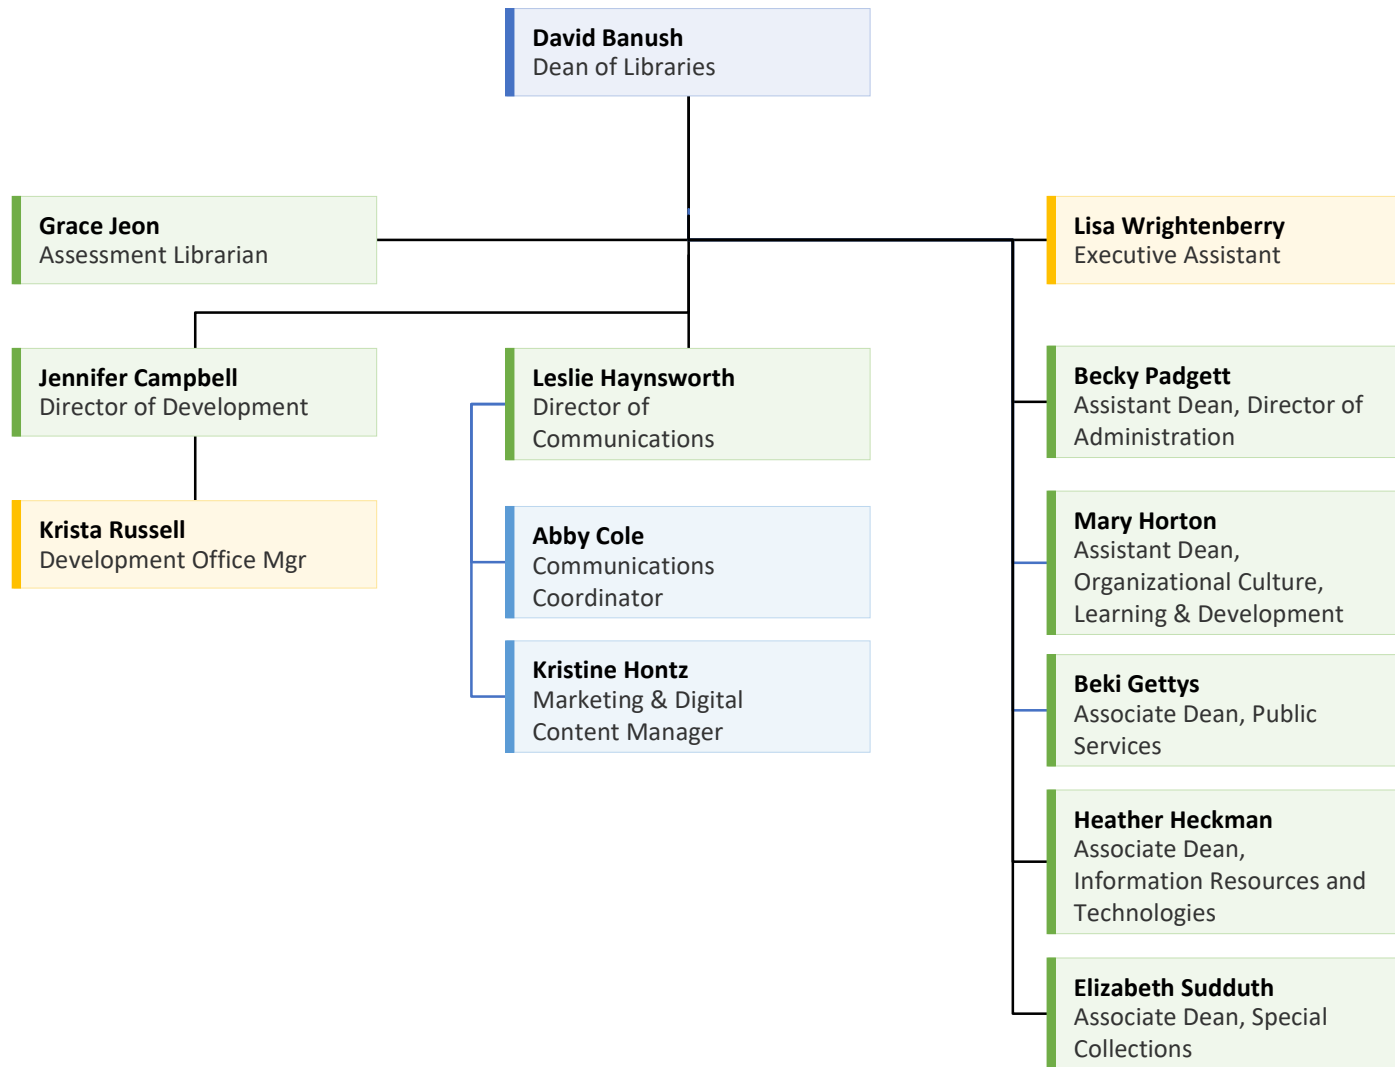 David Banush
Dean of Libraries
Grace Jeon
Assessment Librarian
Lisa Wrightenberry
Executive Assistant
Jennifer Campbell
Director of Development
Leslie Haynsworth
Director of
Communications
Becky Padgett
Assistant Dean, Director of
Administration
Krista Russell
Development Office Mgr
Abby Cole
Communications
Coordinator
Mary Horton
Assistant Dean,
Organizational Culture,
Learning & Development
Kristine Hontz
Marketing & Digital
Content Manager
Beki Gettys
Associate Dean, Public
Services
Heather Heckman
Associate Dean,
Information Resources and
Technologies
Elizabeth Sudduth
Associate Dean, Special
Collections